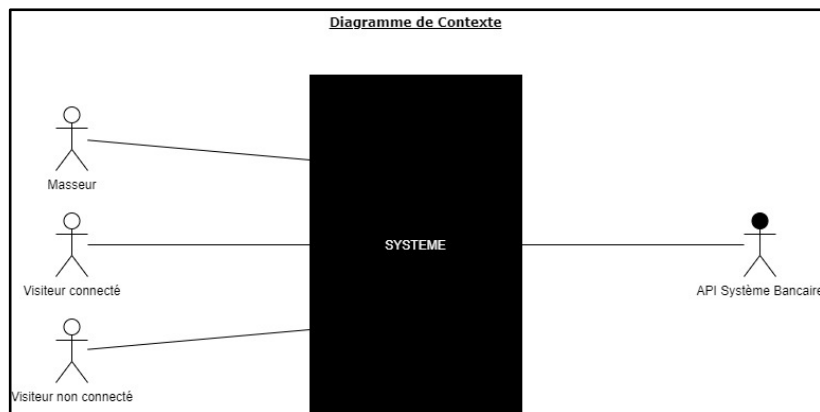 Diagramme de Contexte
Masseur
SYSTEME
Visiteur connecté
API Système Bancaire
Visiteur non connecté